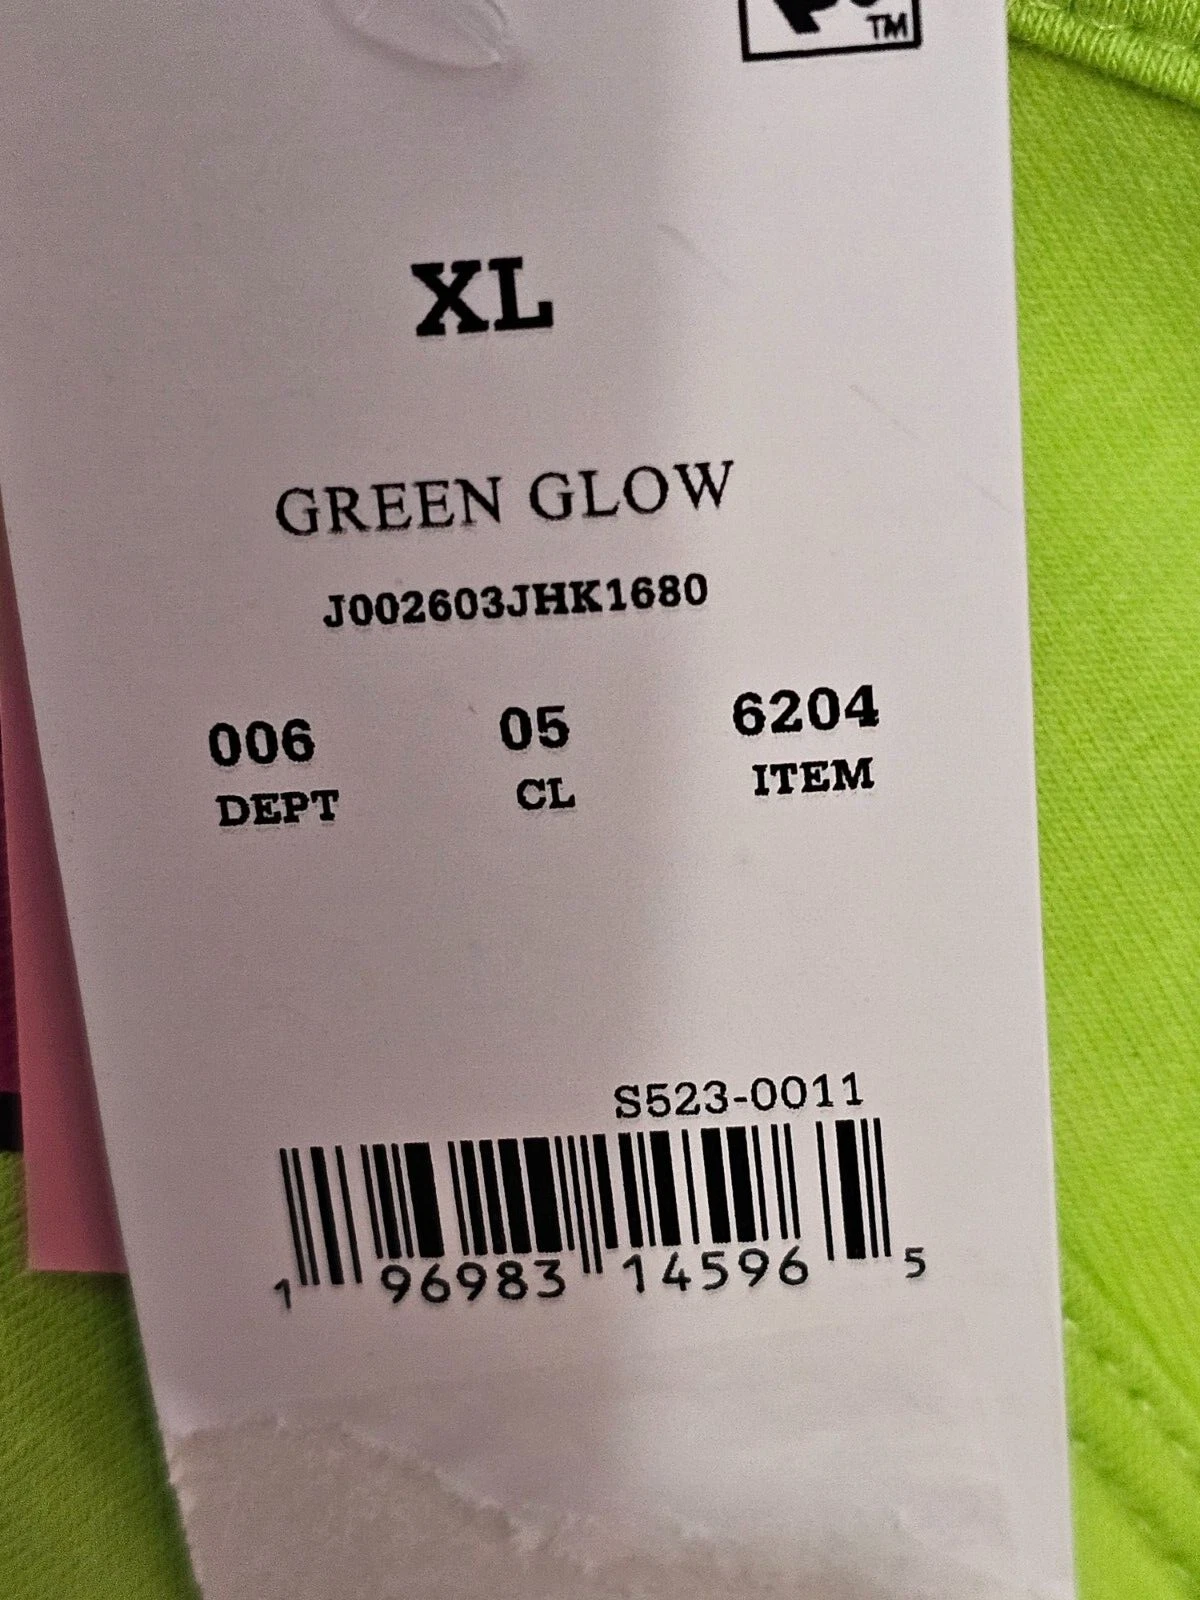 TM
XL
GREEN GLOW
J002603JHK1680
006 05 6204
DEPT CL ITEM
S523-0011
1 96983 14596 5